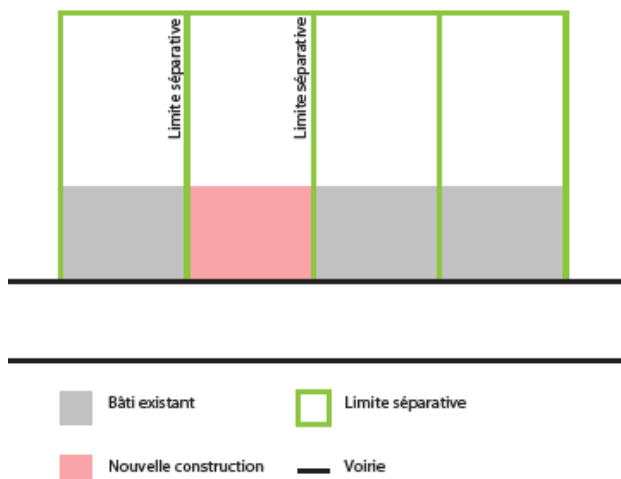 Limite séparative
Limite séparative
Bâti existant
Limite séparative
Nouvelle construction
Voirie